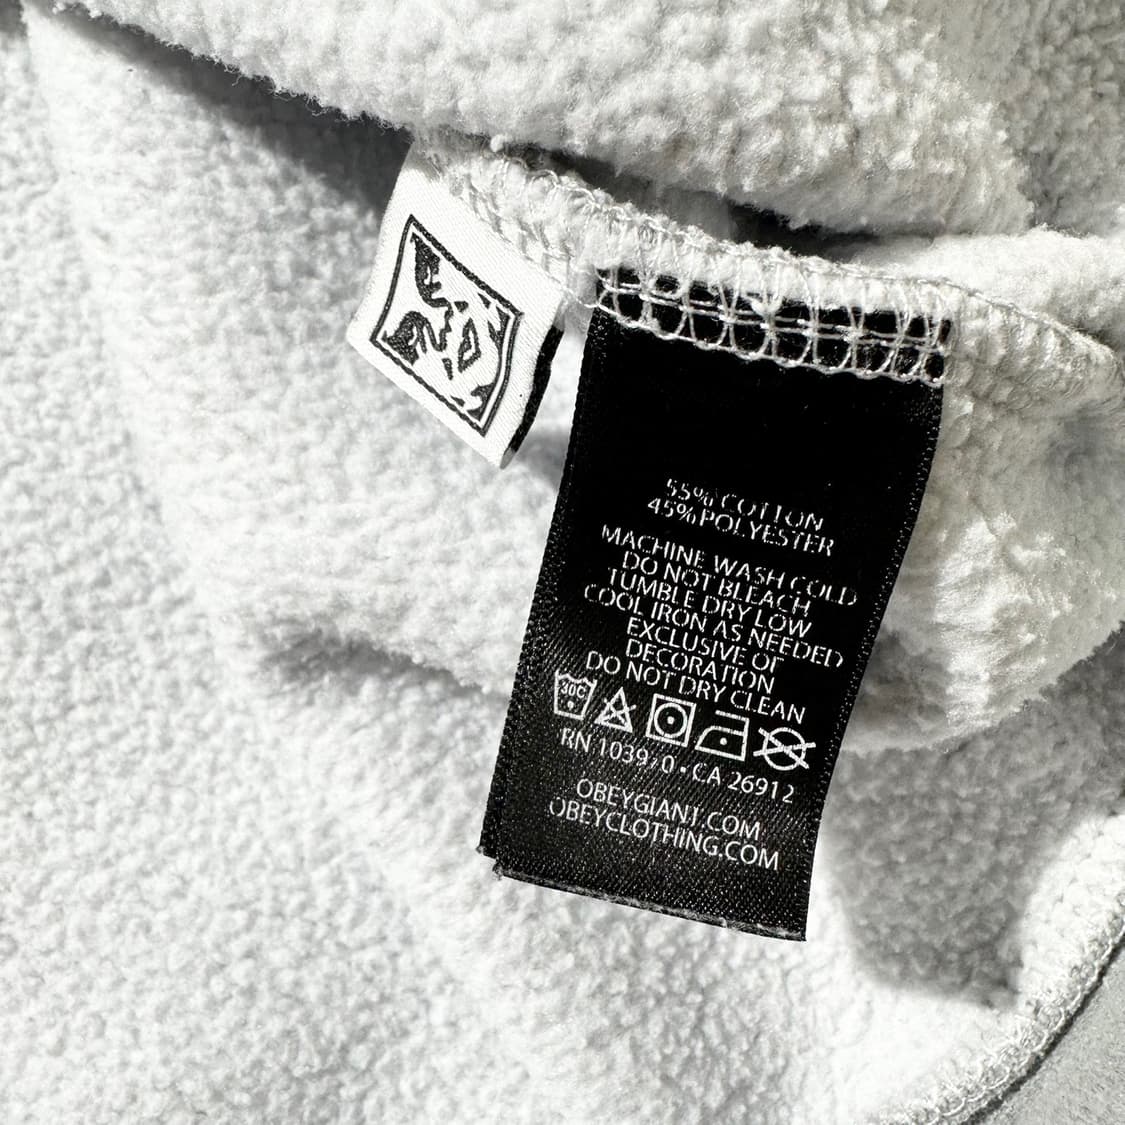 55% COTTON
45% POLYESTER
MACHINE WASH COLD
DO NOT BLEACH
TUMBLE DRY LOW
COOL IRON AS NEEDED
EXCLUSIVE OF
DECORATION
DO NOT DRY CLEAN
30C
RN 103970 • CA 26912
OBEYGIANT.COM
OBEYCLOTHING.COM